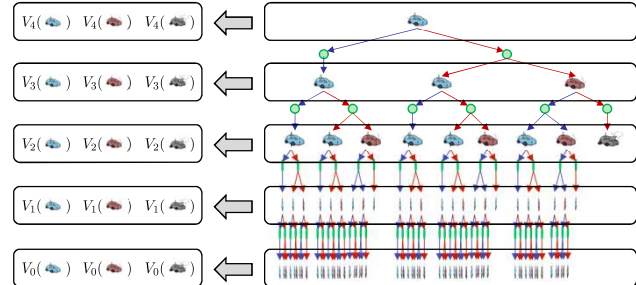 V₄( ) V₄( ) V₄( )
V₃( ) V₃( ) V₃( )
V₂( ) V₂( ) V₂( )
V₁( ) V₁( ) V₁( )
V₀( ) V₀( ) V₀( )